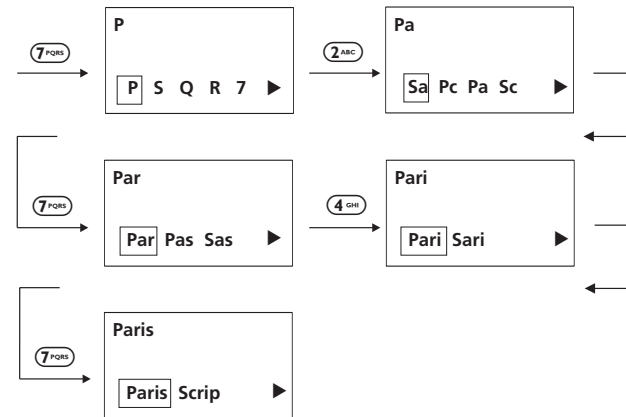 P
7 PQRS
P S Q R 7
Pa
2 ABC
Sa Pc Pa Sc
Par
7 PQRS
Par Pas Sas
Pari
4 GHI
Pari Sari
Paris
7 PQRS
Paris Scrip